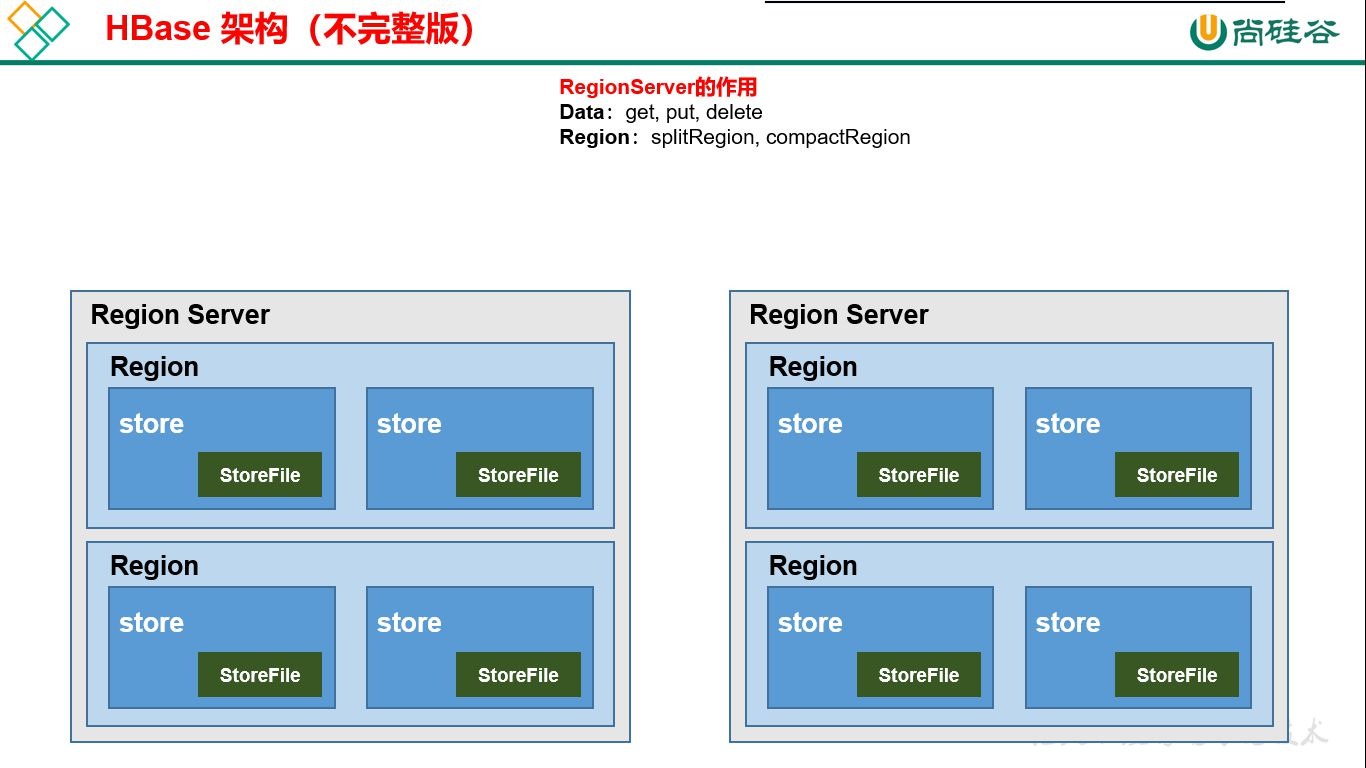 HBase 架构（不完整版）
尚硅谷
RegionServer的作用
Data：get, put, delete
Region：splitRegion, compactRegion
Region Server
Region
store
StoreFile
store
StoreFile
Region
store
StoreFile
store
StoreFile
Region Server
Region
store
StoreFile
store
StoreFile
Region
store
StoreFile
store
StoreFile